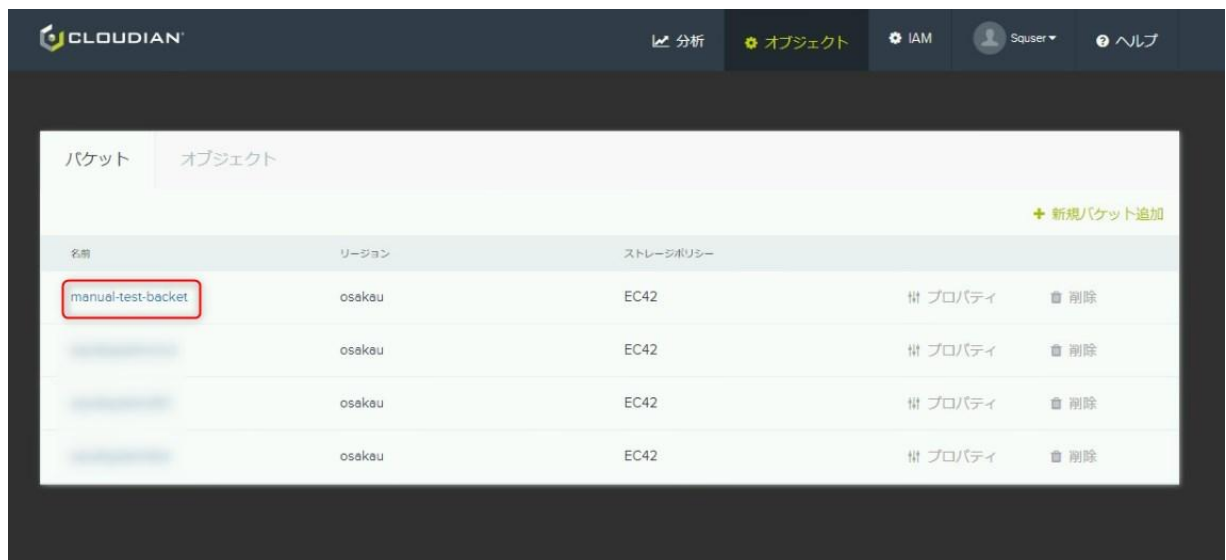 CLOUDIAN
分析 オブジェクト IAM Squser ヘルプ
バケット オブジェクト
+ 新規バケット追加
名前 リージョン ストレージポリシー
manual-test-backet osakau EC42 プロパティ 削除
osakau EC42 プロパティ 削除
osakau EC42 プロパティ 削除
osakau EC42 プロパティ 削除